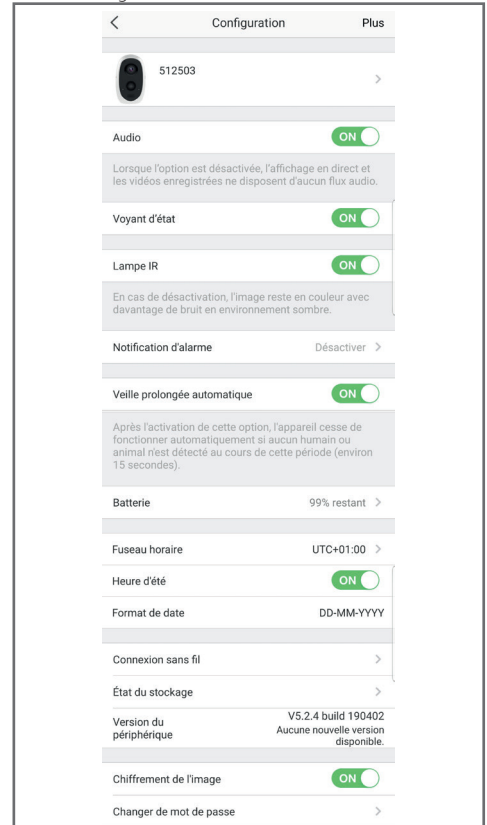 Configuration Plus
512503
Audio ON
Lorsque l'option est désactivée, l'affichage en direct et
les vidéos enregistrées ne disposent d'aucun flux audio.
Voyant d'état ON
Lampe IR ON
En cas de désactivation, l'image reste en couleur avec
davantage de bruit en environnement sombre.
Notification d'alarme Désactiver
Veille prolongée automatique ON
Après l'activation de cette option, l'appareil cesse de
fonctionner automatiquement si aucun humain ou
animal n'est détecté au cours de cette période (environ
15 secondes).
Batterie 99% restant
Fuseau horaire UTC+01:00
Heure d'été ON
Format de date DD-MM-YYYY
Connexion sans fil
État du stockage
Version du
périphérique
V5.2.4 build 190402
Aucune nouvelle version
disponible.
Chiffrement de l'image ON
Changer de mot de passe